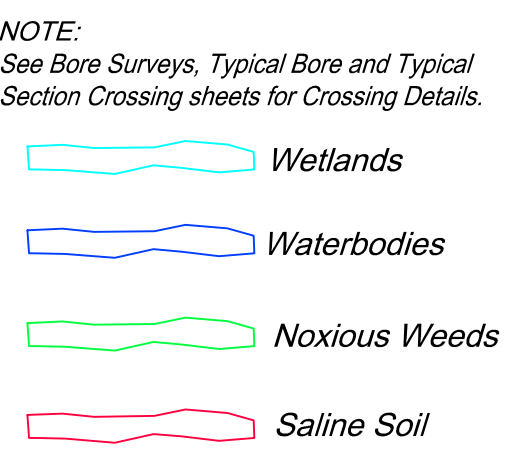 NOTE:
See Bore Surveys, Typical Bore and Typical
Section Crossing sheets for Crossing Details.
Wetlands
Waterbodies
Noxious Weeds
Saline Soil